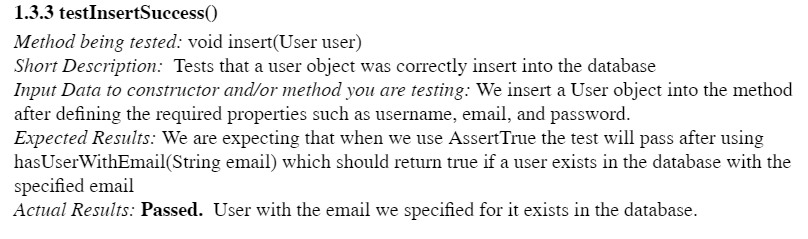 1.3.3 testInsertSuccess()
Method being tested: void insert(User user)
Short Description:  Tests that a user object was correctly insert into the database
Input Data to constructor and/or method you are testing: We insert a User object into the method
after defining the required properties such as username, email, and password.
Expected Results: We are expecting that when we use AssertTrue the test will pass after using
hasUserWithEmail(String email) which should return true if a user exists in the database with the
specified email
Actual Results: Passed.  User with the email we specified for it exists in the database.